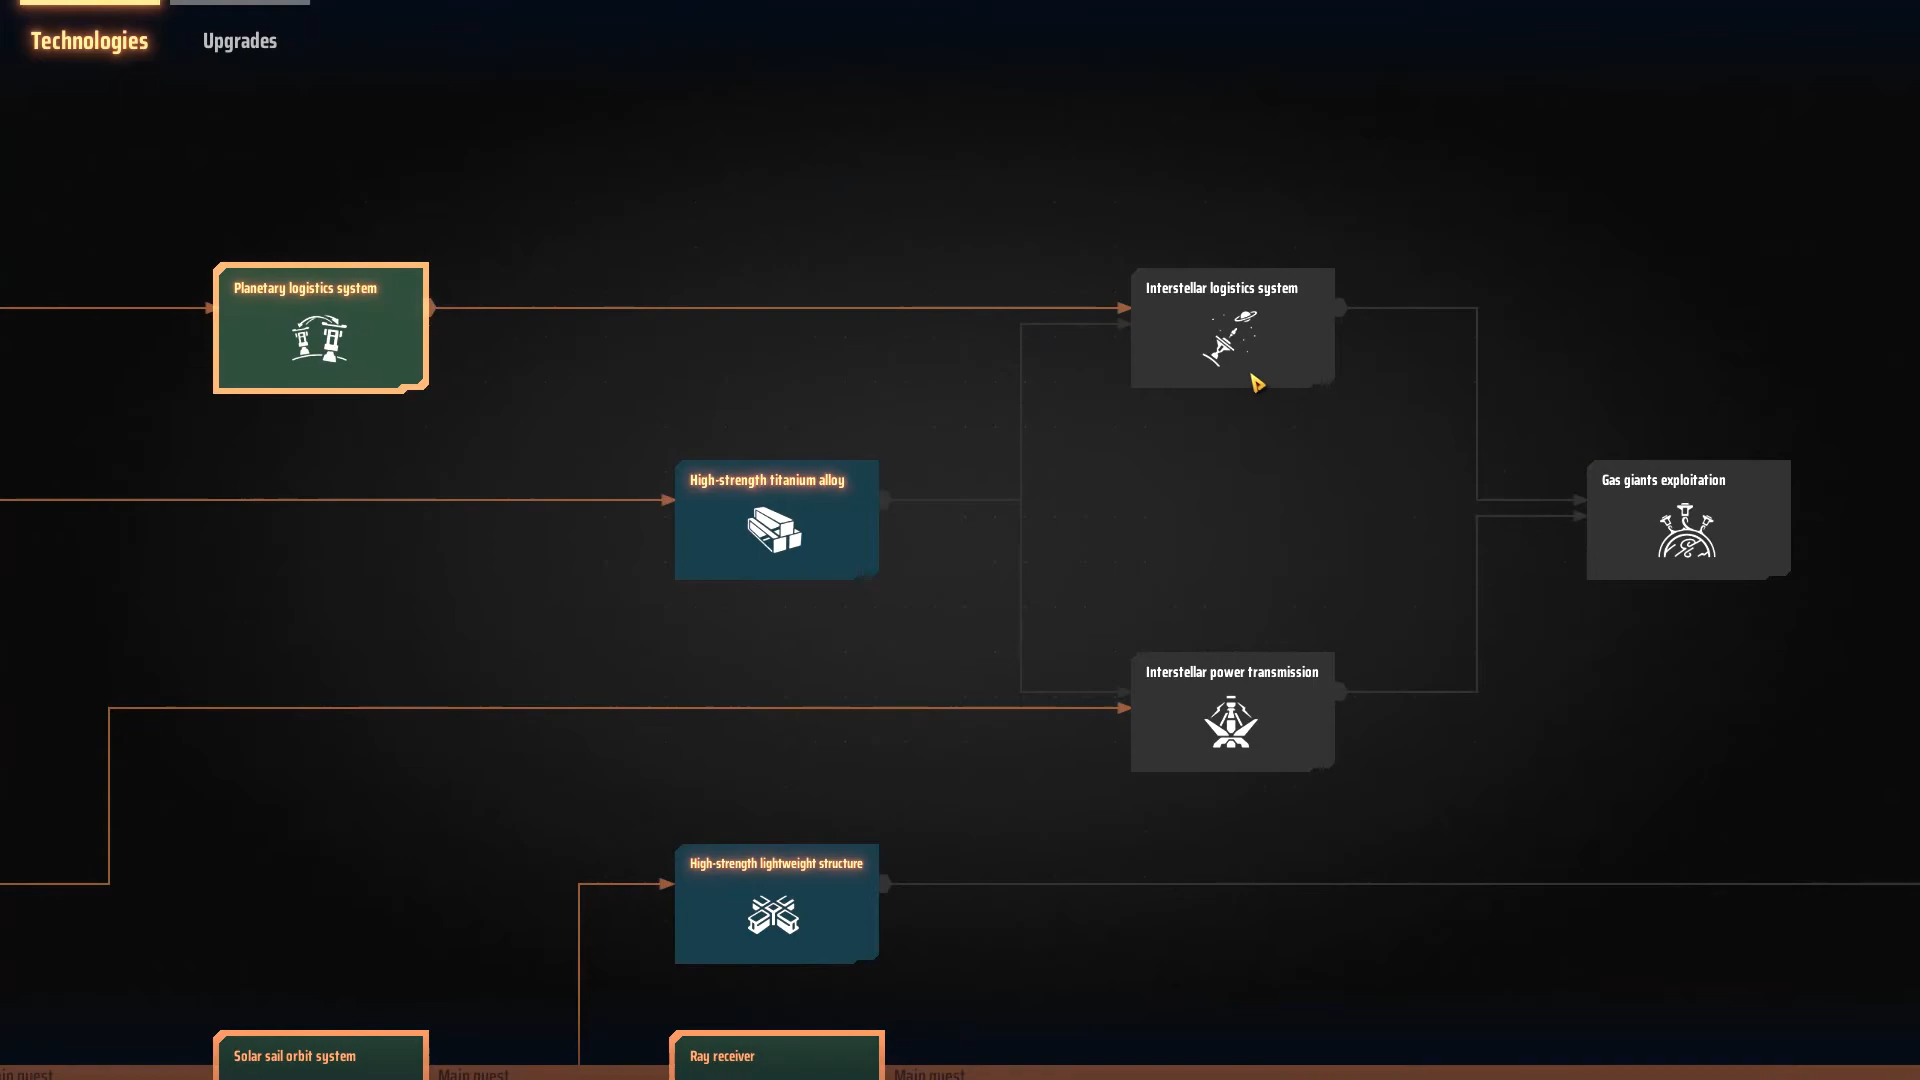 Technologies
Upgrades
Planetary logistics system
Interstellar logistics system
High-strength titanium alloy
Gas giants exploitation
Interstellar power transmission
High-strength lightweight structure
Solar sail orbit system
Ray receiver
quest
Main quest
Main quest